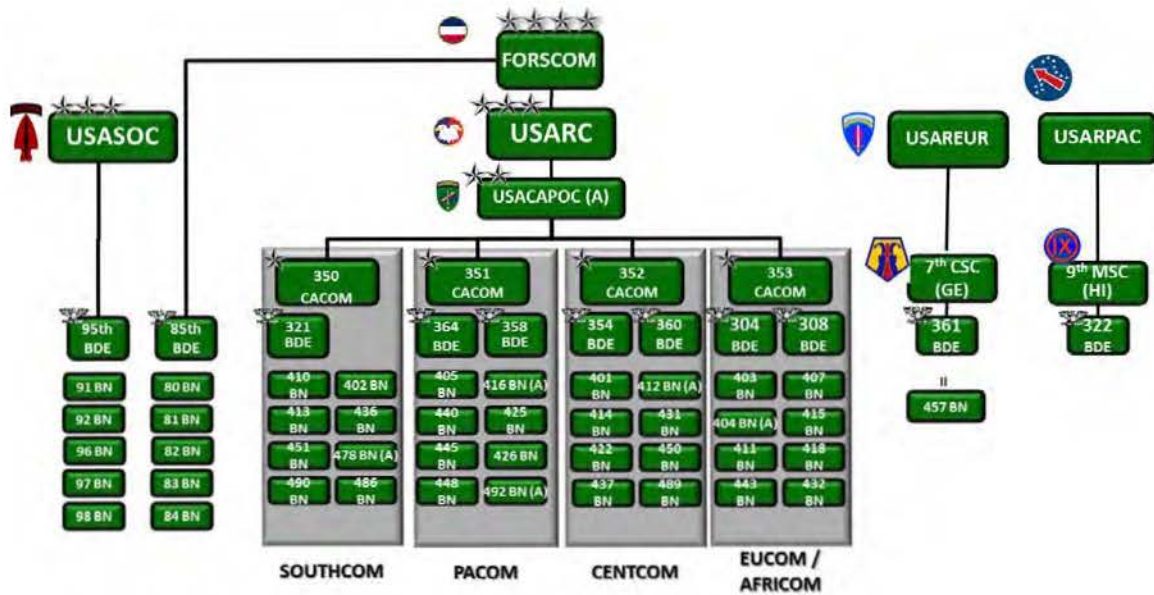 FORSCOM
USASOC
USARC
USAREUR
USARPAC
USACAPOC (A)
350
CACOM
351
CACOM
352
CACOM
353
CACOM
7th CSC
(GE)
IX
9th MSC
(HI)
95th
BDE
85th
BDE
321
BDE
364
BDE
358
BDE
354
BDE
360
BDE
304
BDE
308
BDE
361
BDE
322
BDE
91 BN
92 BN
96 BN
97 BN
98 BN
80 BN
81 BN
82 BN
83 BN
84 BN
410
BN
402 BN
413
BN
436
BN
451
BN
478 BN (A)
490
BN
486
BN
405
BN
416 BN (A)
440
BN
425
BN
445
BN
426 BN
448
BN
492 BN (A)
401
BN
412 BN (A)
414
BN
431
BN
422
BN
450
BN
437
BN
489
BN
403
BN
407
BN
404 BN (A)
415
BN
411
BN
418
BN
443
BN
432
BN
II
457 BN
SOUTHCOM
PACOM
CENTCOM
EUCOM /
AFRICOM